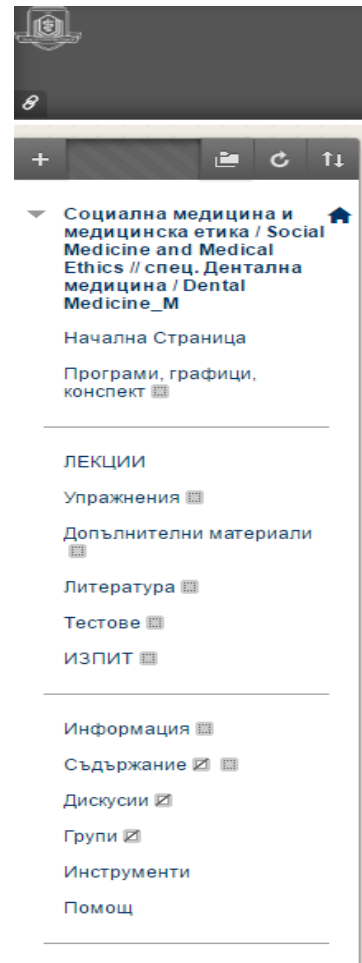 Социална медицина и
медицинска етика / Social
Medicine and Medical
Ethics // спец. Дентална
медицина / Dental
Medicine_M
Начална Страница
Програми, графици,
конспект
ЛЕКЦИИ
Упражнения
Допълнителни материали
Литература
Тестове
ИЗПИТ
Информация
Съдържание
Дискусии
Групи
Инструменти
Помощ